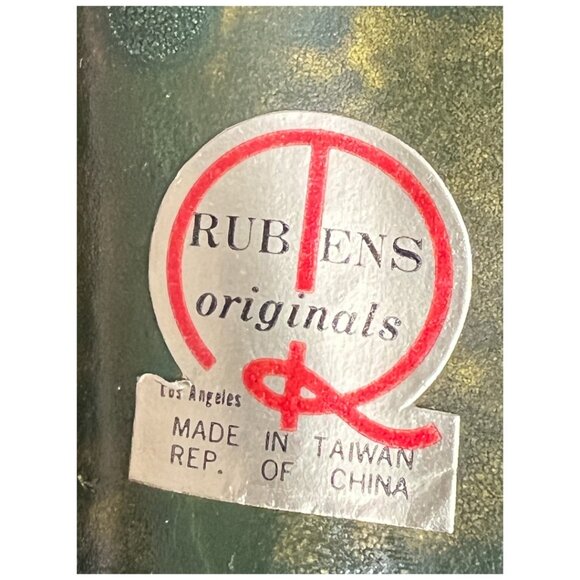 RUBENS
originals
Los Angeles
MADE IN TAIWAN
REP. OF CHINA